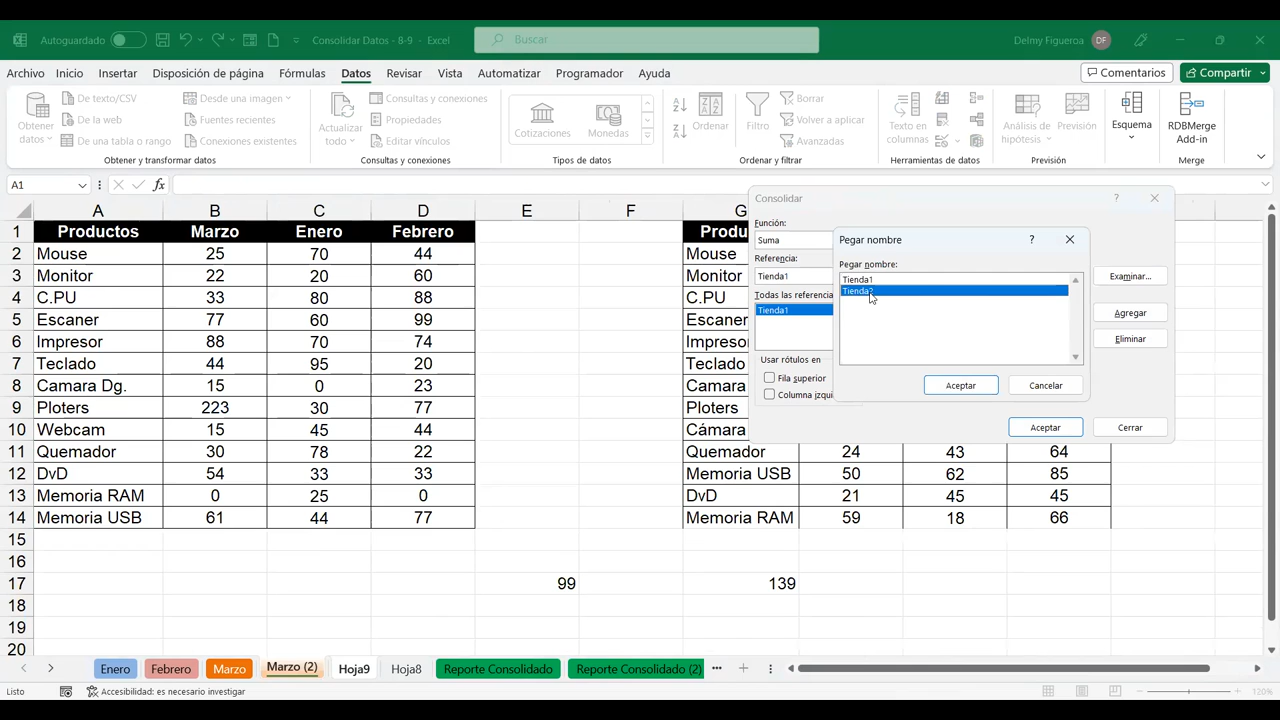 Autoguardado
Consolidar Datos - 8-9 - Excel
Buscar
Delmy Figueroa DF
Archivo Inicio Insertar Disposición de página Fórmulas Datos Revisar Vista Automatizar Programador Ayuda
Comentarios
Compartir
Obtener datos
De texto/CSV
De la web
De una tabla o rango
Desde una imagen
Fuentes recientes
Conexiones existentes
Obtener y transformar datos
Actualizar todo
Consultas y conexiones
Propiedades
Editar vínculos
Consultas y conexiones
Cotizaciones
Monedas
Tipos de datos
Ordenar
Filtro
Borrar
Volver a aplicar
Avanzadas
Ordenar y filtrar
Texto en columnas
Herramientas de datos
Análisis de hipótesis
Previsión
Previsión
Esquema
RDBMerge Add-in
Merge
A1
fx
A B C D E F G
1 Productos Marzo Enero Febrero Produ
2 Mouse 25 70 44 Mouse
3 Monitor 22 20 60 Monitor
4 C.PU 33 80 88 C.PU
5 Escaner 77 60 99 Escaner
6 Impresor 88 70 74 Impresor
7 Teclado 44 95 20 Teclado
8 Camara Dg. 15 0 23 Camara
9 Ploters 223 30 77 Ploters
10 Webcam 15 45 44 Cámara
11 Quemador 30 78 22 Quemador 24 43 64
12 DvD 54 33 33 Memoria USB 50 62 85
13 Memoria RAM 0 25 0 DvD 21 45 45
14 Memoria USB 61 44 77 Memoria RAM 59 18 66
15
16
17 99 139
18
19
20
Consolidar ?
Función:
Suma
Referencia:
Tienda1
Todas las referencia
Tienda1
Usar rótulos en
Fila superior
Columna izqui
Examinar...
Agregar
Eliminar
Aceptar
Cerrar
Pegar nombre ?
Pegar nombre:
Tienda1
Tienda2
Aceptar
Cancelar
Enero Febrero Marzo Marzo (2) Hoja9 Hoja8 Reporte Consolidado Reporte Consolidado (2) ...
Listo
Accesibilidad: es necesario investigar
120%